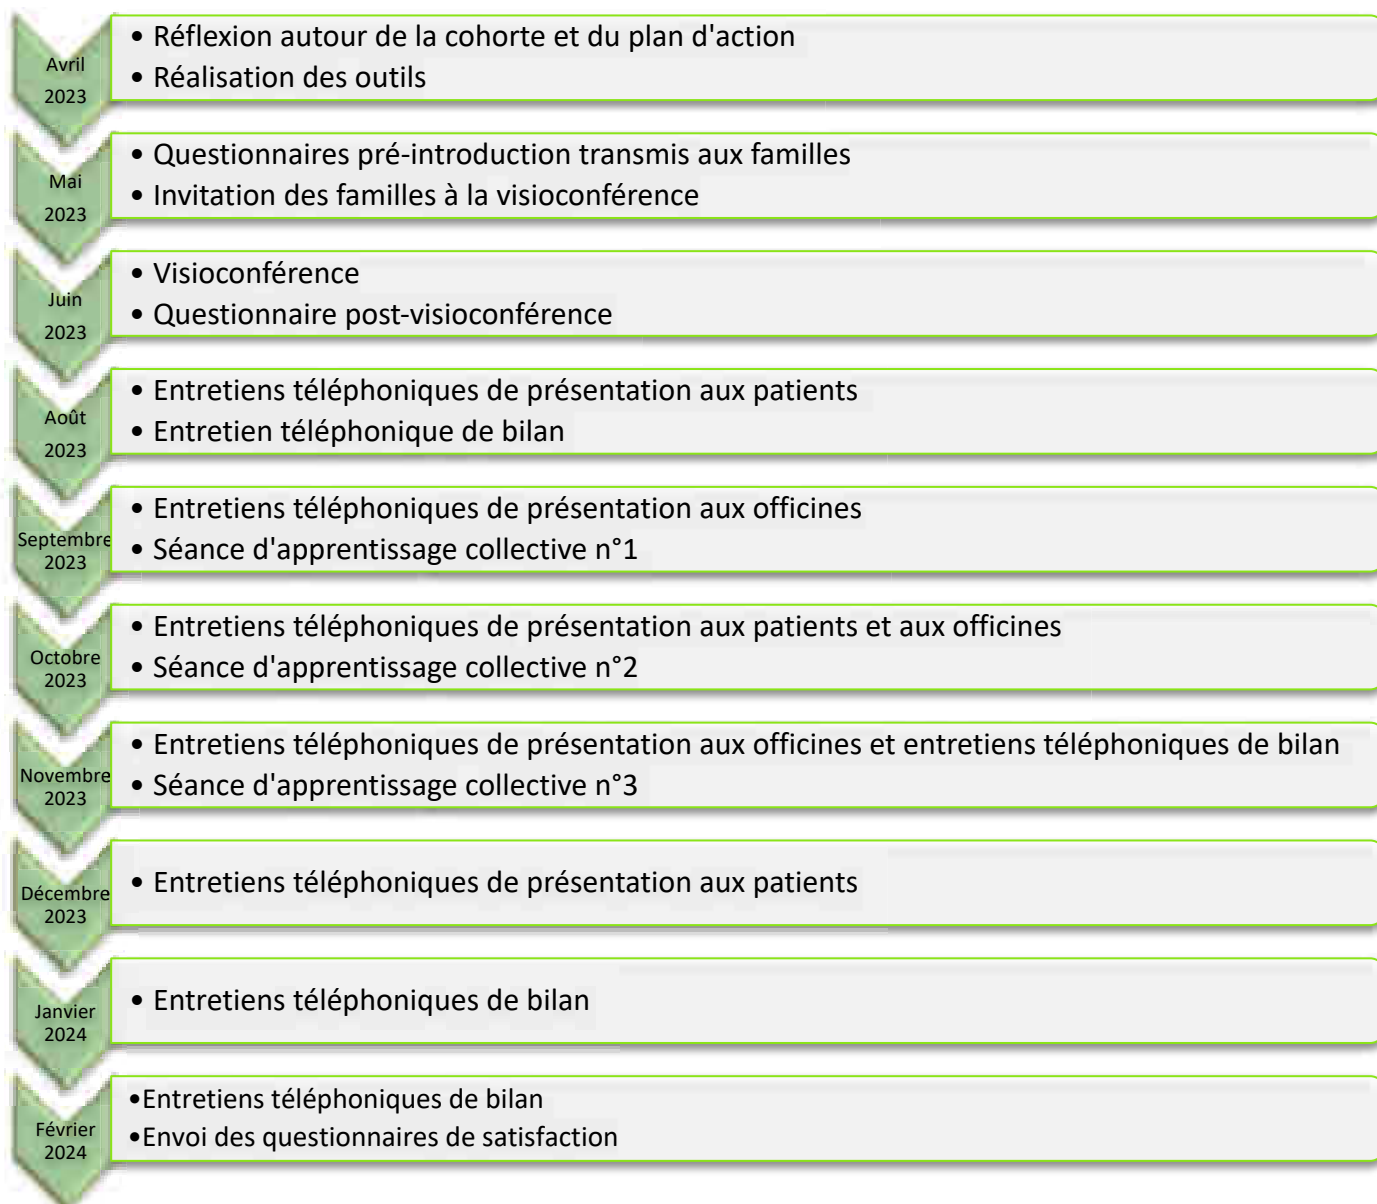 Avril
2023
• Réflexion autour de la cohorte et du plan d'action
• Réalisation des outils
Mai
2023
• Questionnaires pré-introduction transmis aux familles
• Invitation des familles à la visioconférence
Juin
2023
• Visioconférence
• Questionnaire post-visioconférence
Août
2023
• Entretiens téléphoniques de présentation aux patients
• Entretien téléphonique de bilan
Septembre
2023
• Entretiens téléphoniques de présentation aux officines
• Séance d'apprentissage collective n°1
Octobre
2023
• Entretiens téléphoniques de présentation aux patients et aux officines
• Séance d'apprentissage collective n°2
Novembre
2023
• Entretiens téléphoniques de présentation aux officines et entretiens téléphoniques de bilan
• Séance d'apprentissage collective n°3
Décembre
2023
• Entretiens téléphoniques de présentation aux patients
Janvier
2024
• Entretiens téléphoniques de bilan
Février
2024
•Entretiens téléphoniques de bilan
•Envoi des questionnaires de satisfaction